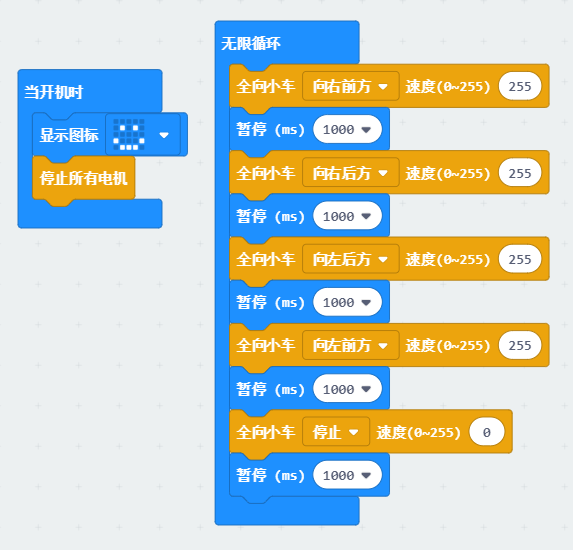 当开机时
显示图标
停止所有电机
无限循环
全向小车 向右前方 速度(0~255) 255
暂停 (ms) 1000
全向小车 向右后方 速度(0~255) 255
暂停 (ms) 1000
全向小车 向左后方 速度(0~255) 255
暂停 (ms) 1000
全向小车 向左前方 速度(0~255) 255
暂停 (ms) 1000
全向小车 停止 速度(0~255) 0
暂停 (ms) 1000